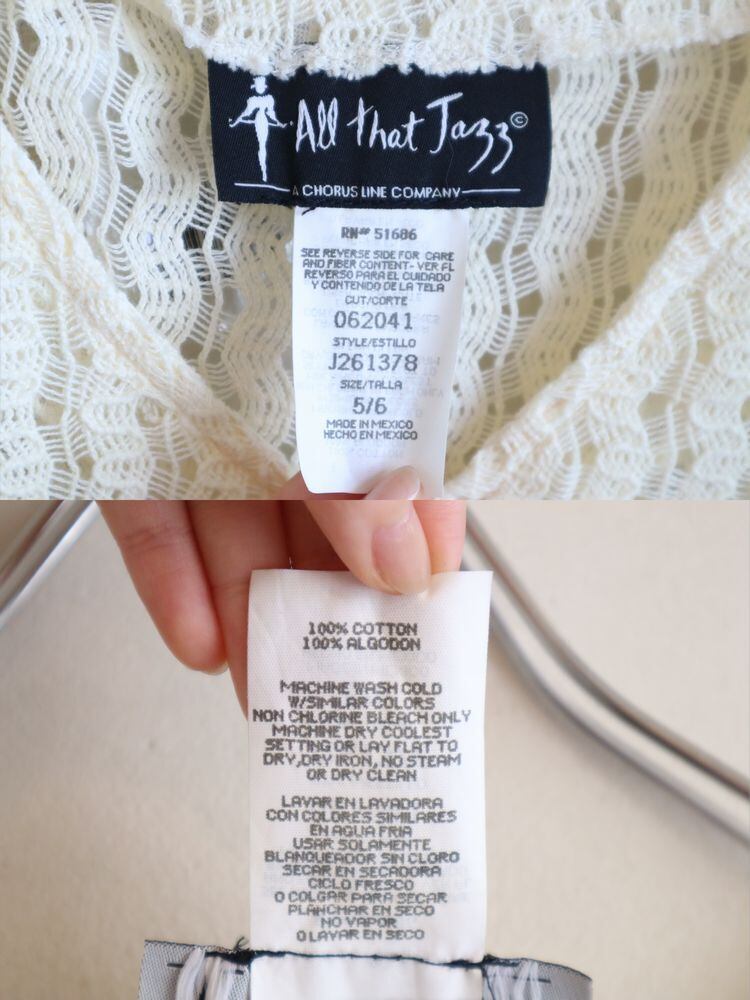 All that Jazz©
A CHORUS LINE COMPANY
RN# 51686
SEE REVERSE SIDE FOR CARE
AND FIBER CONTENT- VER AL
REVERSO PARA EL CUIDADO
Y CONTENIDO DE LA TELA
CUT/CORTE
062041
STYLE/ESTILLO
J261378
SIZE/TALLA
5/6
MADE IN MEXICO
HECHO EN MEXICO
100% COTTON
100% ALGODON
MACHINE WASH COLD
W/SIMILAR COLORS
NON CHLORINE BLEACH ONLY
MACHINE DRY COOLEST
SETTING OR LAY FLAT TO
DRY,DRY IRON, NO STEAM
OR DRY CLEAN
LAVAR EN LAVADORA
CON COLORES SIMILARES
EN AGUA FRIA
USAR SOLAMENTE
BLANQUEADOR SIN CLORO
SECAR EN SECADORA
CICLO FRESCO
O COLGAR PARA SECAR
PLANCHAR EN SECO
NO VAPOR
O LAVAR EN SECO